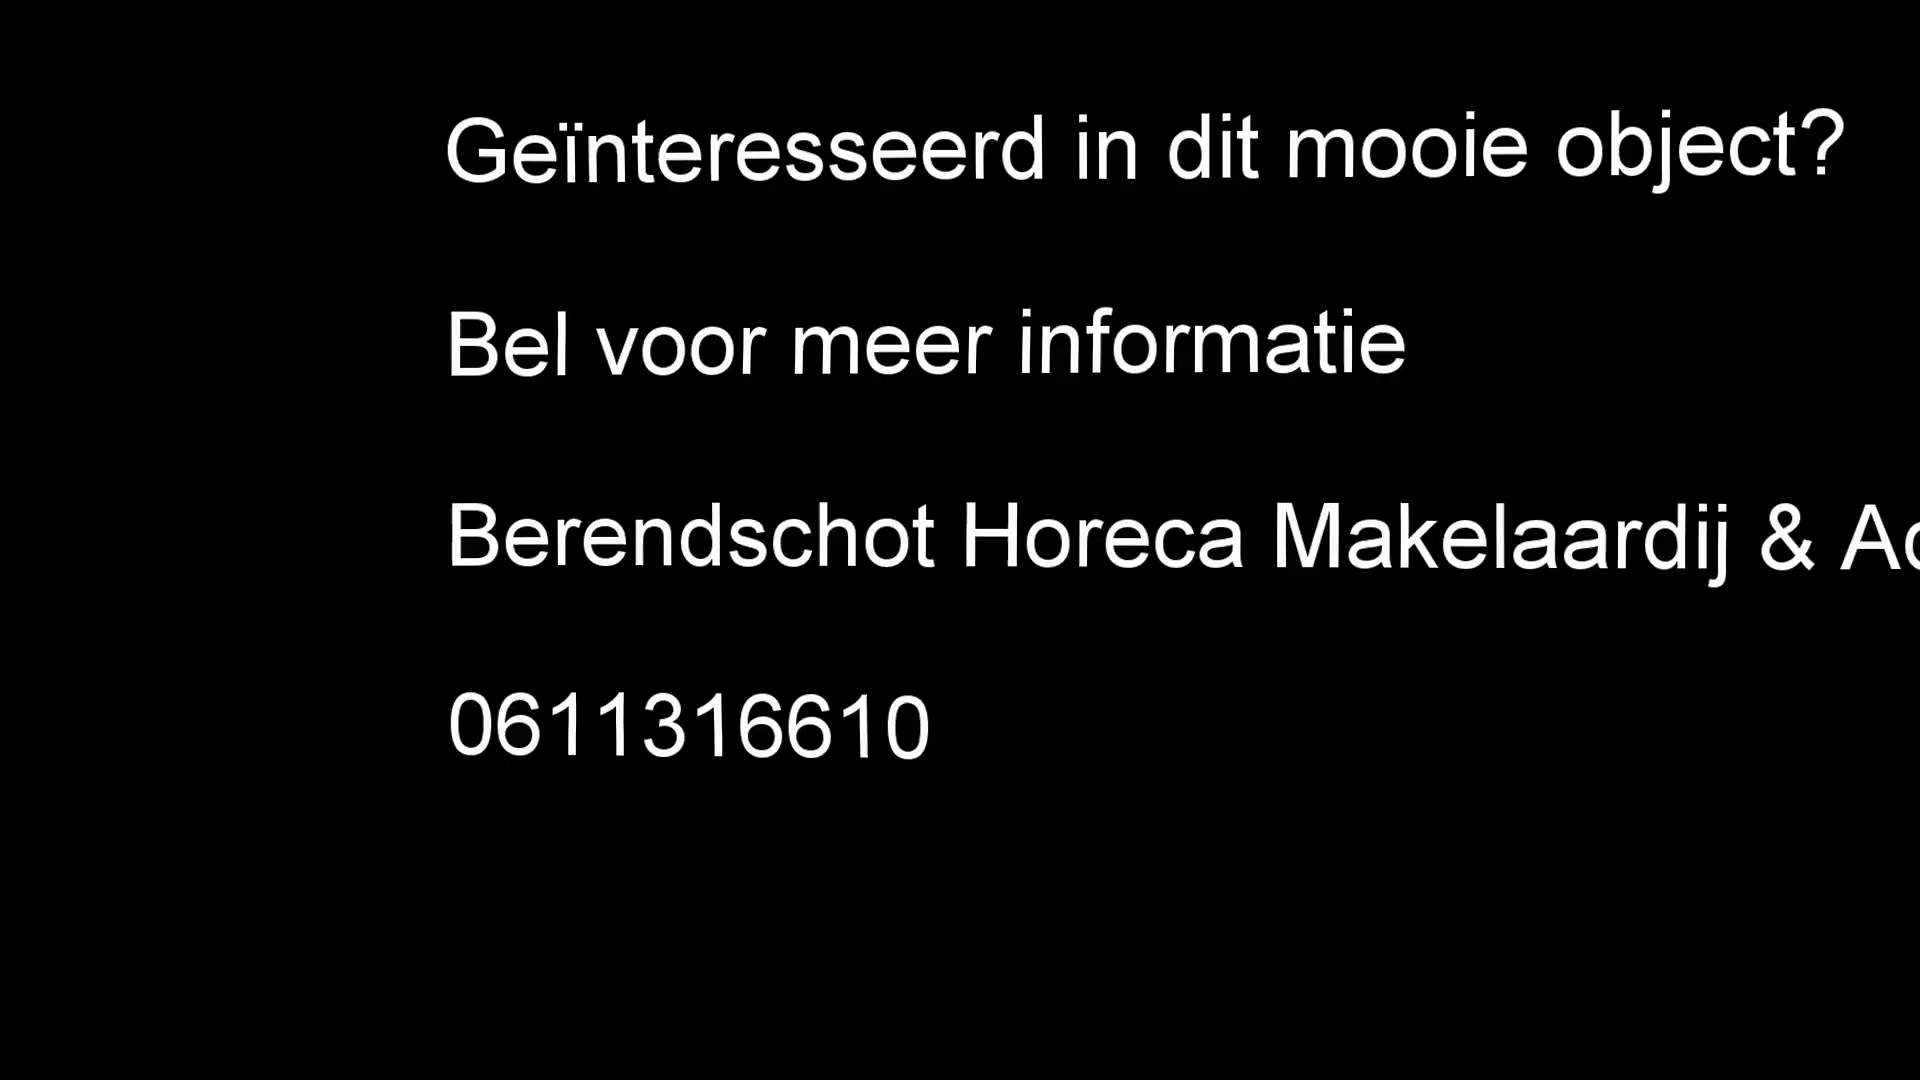 Geïnteresseerd in dit mooie object?
Bel voor meer informatie
Berendschot Horeca Makelaardij &
0611316610